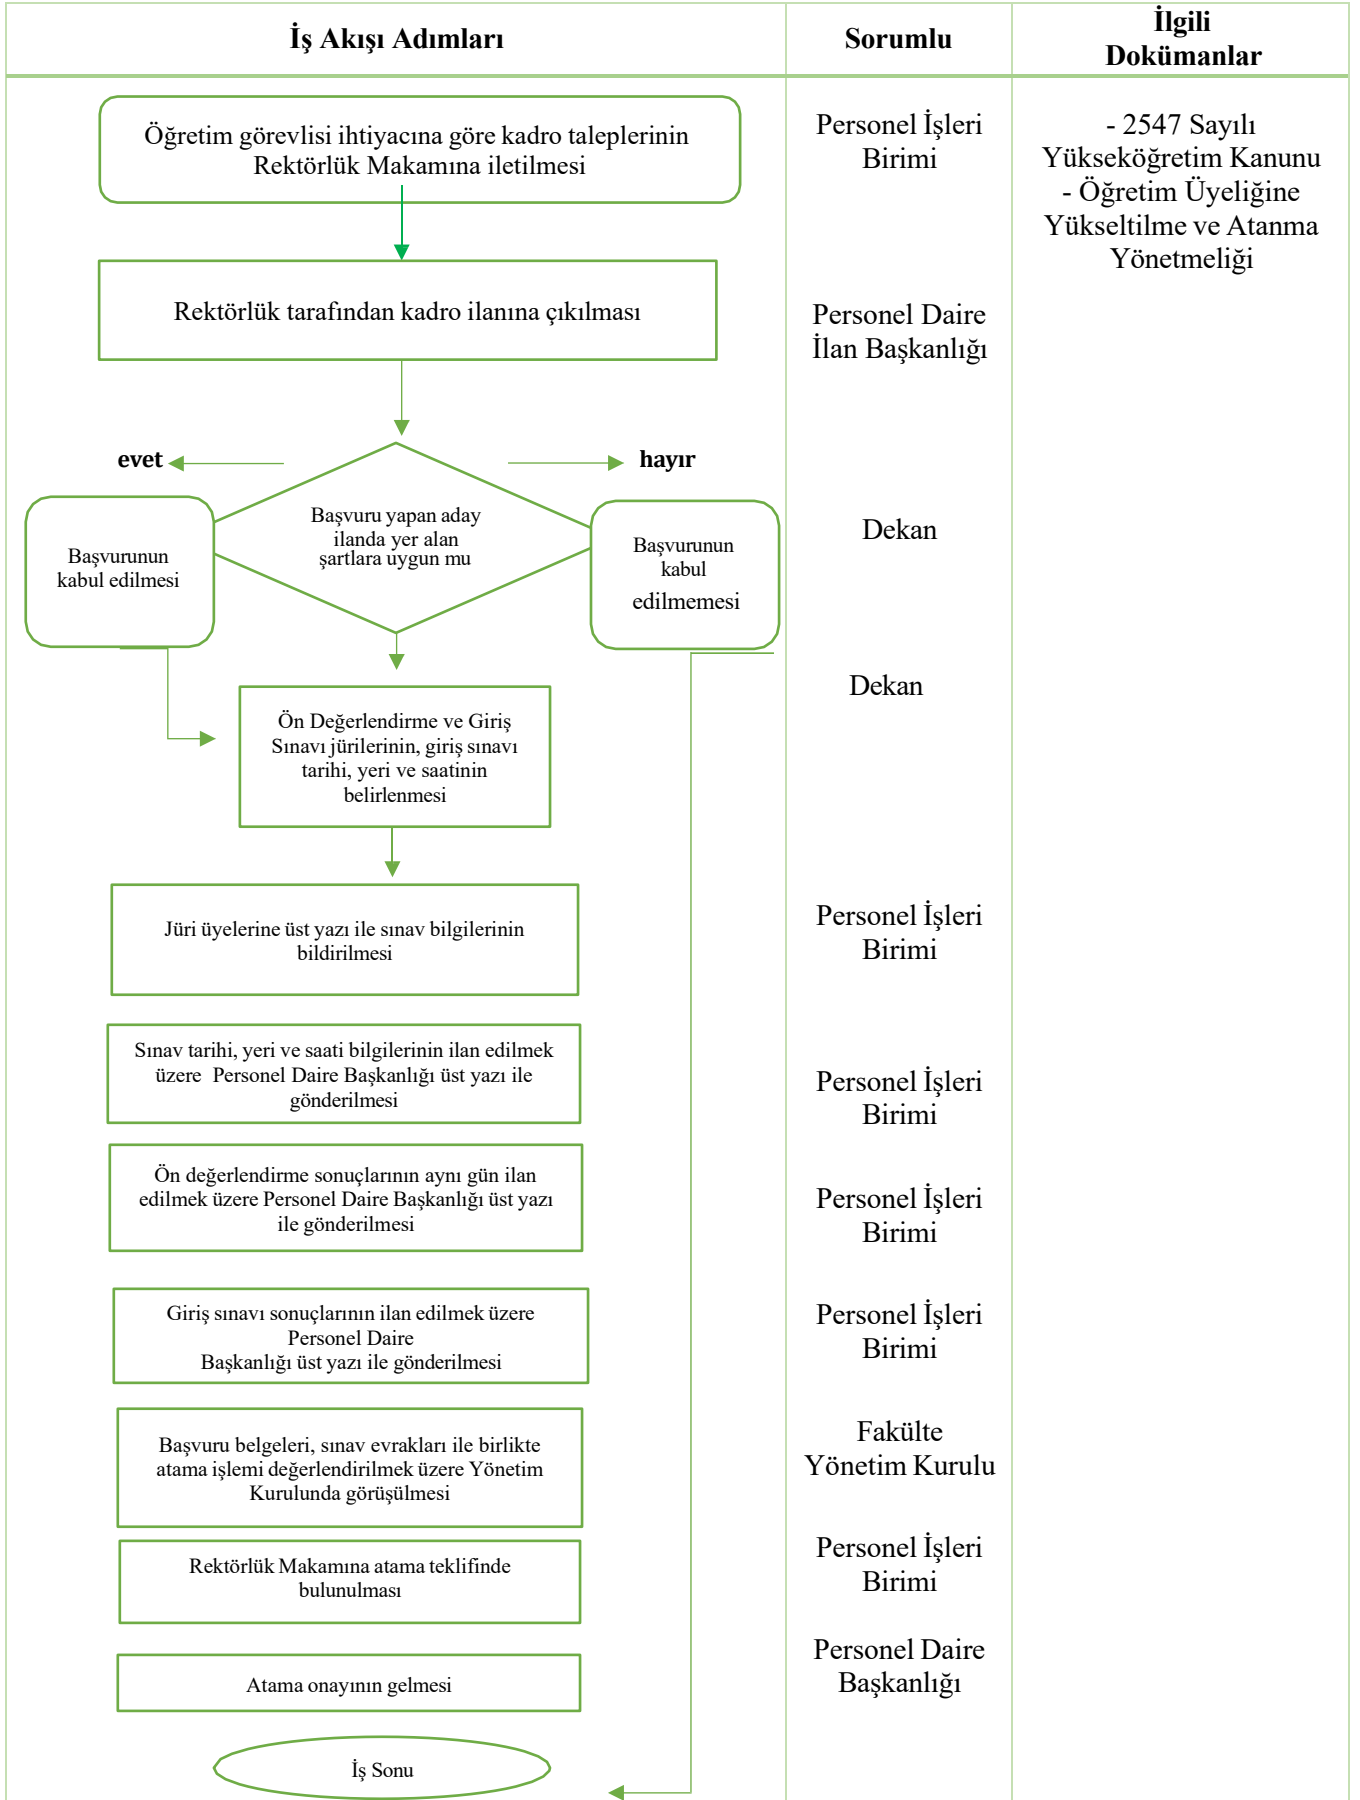 İş Akışı Adımları
Sorumlu
İlgili
Dokümanlar
Öğretim görevlisi ihtiyacına göre kadro taleplerinin
Rektörlük Makamına iletilmesi
Personel İşleri
Birimi
- 2547 Sayılı
Yükseköğretim Kanunu
- Öğretim Üyeliğine
Yükseltilme ve Atanma
Yönetmeliği
Rektörlük tarafından kadro ilanına çıkılması
Personel Daire
İlan Başkanlığı
evet
hayır
Başvurunun
kabul edilmesi
Başvuru yapan aday
ilanda yer alan
şartlara uygun mu
Başvurunun
kabul
edilmemesi
Dekan
Ön Değerlendirme ve Giriş
Sınavı jürilerinin, giriş sınavı
tarihi, yeri ve saatinin
belirlenmesi
Dekan
Jüri üyelerine üst yazı ile sınav bilgilerinin
bildirilmesi
Personel İşleri
Birimi
Sınav tarihi, yeri ve saati bilgilerinin ilan edilmek
üzere Personel Daire Başkanlığı üst yazı ile
gönderilmesi
Personel İşleri
Birimi
Ön değerlendirme sonuçlarının aynı gün ilan
edilmek üzere Personel Daire Başkanlığı üst yazı
ile gönderilmesi
Personel İşleri
Birimi
Giriş sınavı sonuçlarının ilan edilmek üzere
Personel Daire
Başkanlığı üst yazı ile gönderilmesi
Personel İşleri
Birimi
Başvuru belgeleri, sınav evrakları ile birlikte
atama işlemi değerlendirilmek üzere Yönetim
Kurulunda görüşülmesi
Fakülte
Yönetim Kurulu
Rektörlük Makamına atama teklifinde
bulunulması
Personel İşleri
Birimi
Atama onayının gelmesi
Personel Daire
Başkanlığı
İş Sonu